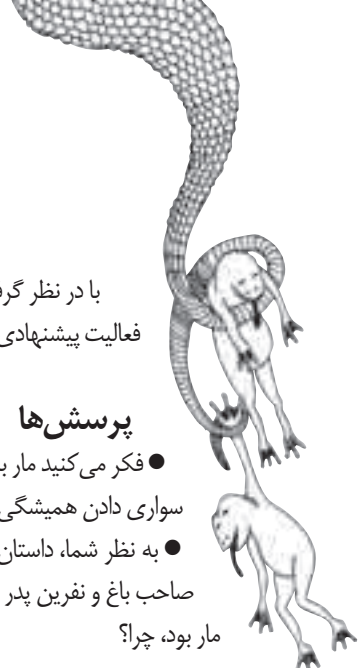 با در نظر
فعالیت پیشنهادی
پرسش‌ها
● فکر می‌کنید مار
سواری دادن همیشگی
● به نظر شما، داستان
صاحب باغ و نفرین پدر
مار بود، چرا؟